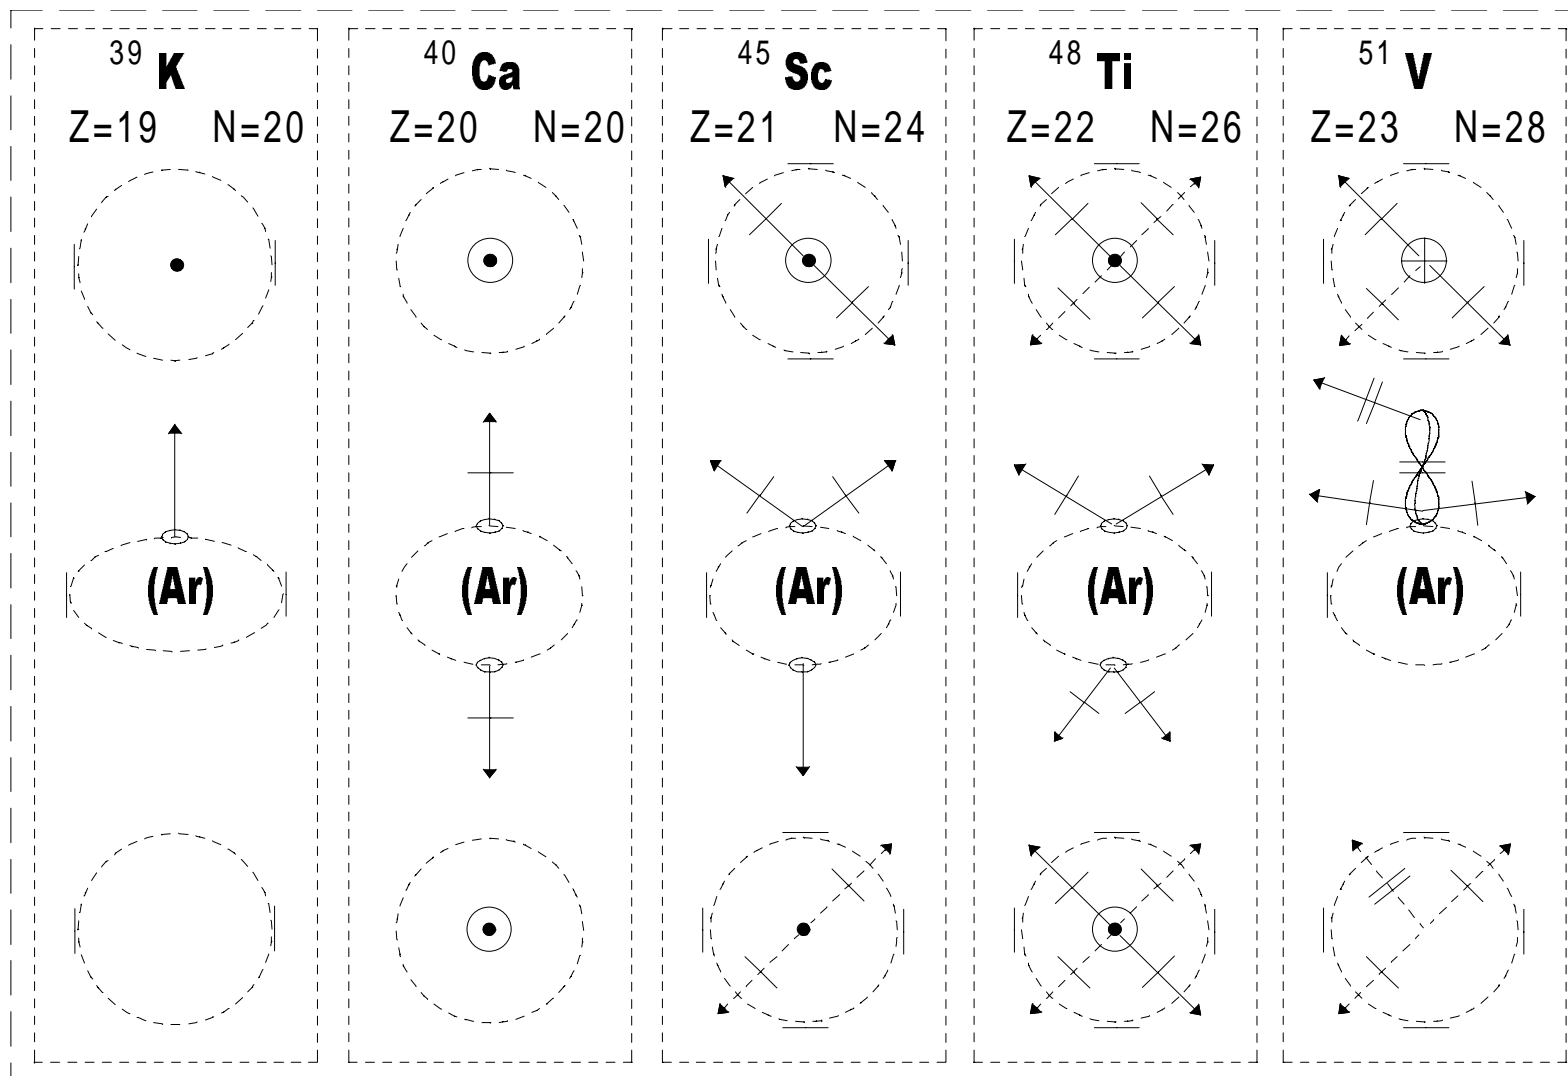 39 K
Z=19 N=20
(Ar)
40 Ca
Z=20 N=20
(Ar)
45 Sc
Z=21 N=24
(Ar)
48 Ti
Z=22 N=26
(Ar)
51 V
Z=23 N=28
(Ar)